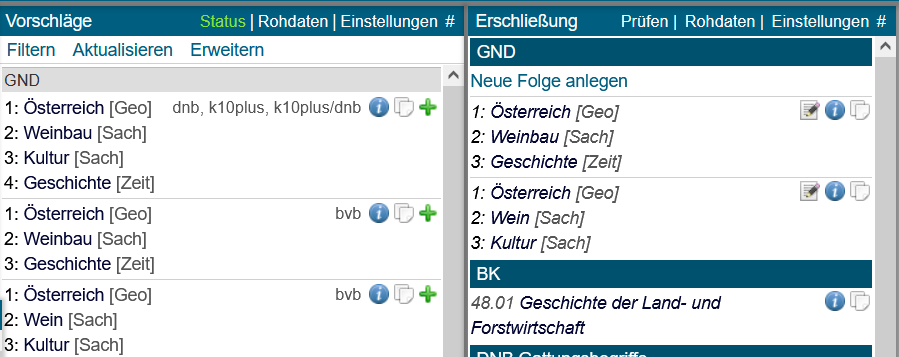 Vorschläge Status | Rohdaten | Einstellungen #
Filtern Aktualisieren Erweitern
GND
1: Österreich [Geo] dnb, k10plus, k10plus/dnb
2: Weinbau [Sach]
3: Kultur [Sach]
4: Geschichte [Zeit]
1: Österreich [Geo] bvb
2: Weinbau [Sach]
3: Geschichte [Zeit]
1: Österreich [Geo] bvb
2: Wein [Sach]
3: Kultur [Sach]
Erschließung Prüfen | Rohdaten | Einstellungen #
GND
Neue Folge anlegen
1: Österreich [Geo]
2: Weinbau [Sach]
3: Geschichte [Zeit]
1: Österreich [Geo]
2: Wein [Sach]
3: Kultur [Sach]
BK
48.01 Geschichte der Land- und
Forstwirtschaft
DNB Gattungsbegriffe